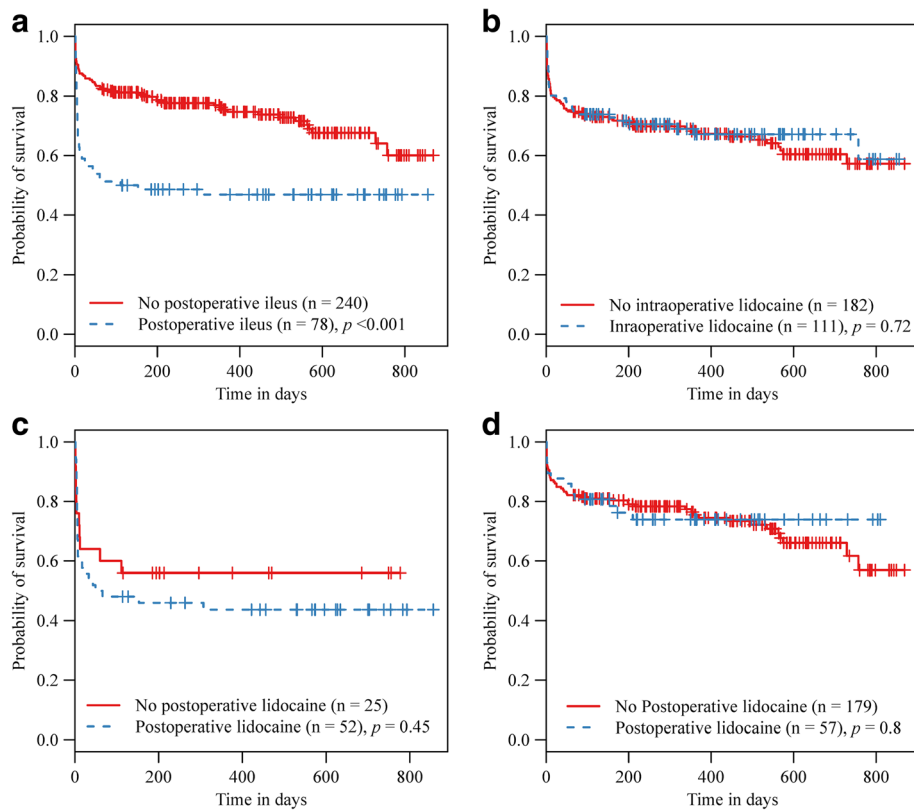 a
1.0
0.8
0.6
0.4
0.2
0.0
Probability of survival
No postoperative ileus (n = 240)
Postoperative ileus (n = 78), p <0.001
0 200 400 600 800
Time in days
b
1.0
0.8
0.6
0.4
0.2
0.0
Probability of survival
No intraoperative lidocaine (n = 182)
Inraoperative lidocaine (n = 111), p = 0.72
0 200 400 600 800
Time in days
c
1.0
0.8
0.6
0.4
0.2
0.0
Probability of survival
No postoperative lidocaine (n = 25)
Postoperative lidocaine (n = 52), p = 0.45
0 200 400 600 800
Time in days
d
1.0
0.8
0.6
0.4
0.2
0.0
Probability of survival
No Postoperative lidocaine (n = 179)
Postoperative lidocaine (n = 57), p = 0.8
0 200 400 600 800
Time in days